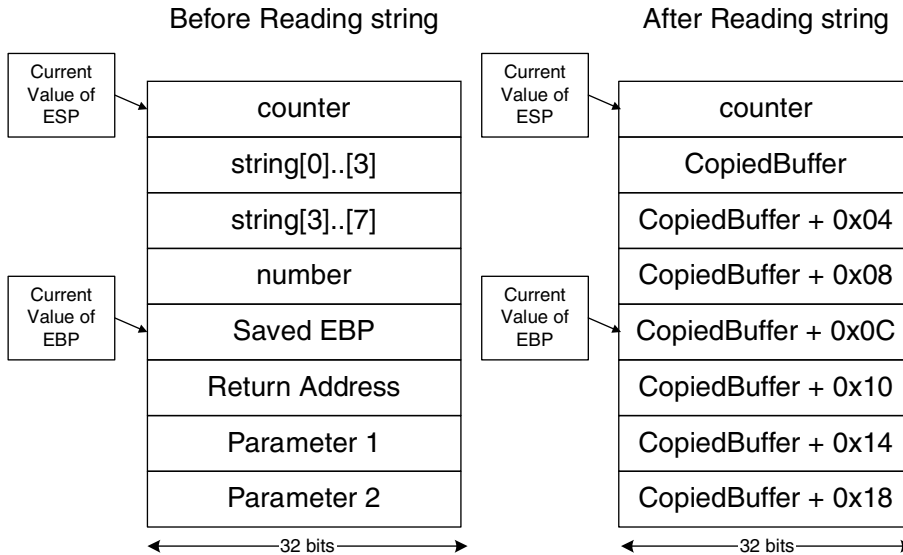 Before Reading string
Current
Value of
ESP
counter
string[0]..[3]
string[3]..[7]
number
Current
Value of
EBP
Saved EBP
Return Address
Parameter 1
Parameter 2
32 bits
After Reading string
Current
Value of
ESP
counter
CopiedBuffer
CopiedBuffer + 0x04
CopiedBuffer + 0x08
Current
Value of
EBP
CopiedBuffer + 0x0C
CopiedBuffer + 0x10
CopiedBuffer + 0x14
CopiedBuffer + 0x18
32 bits